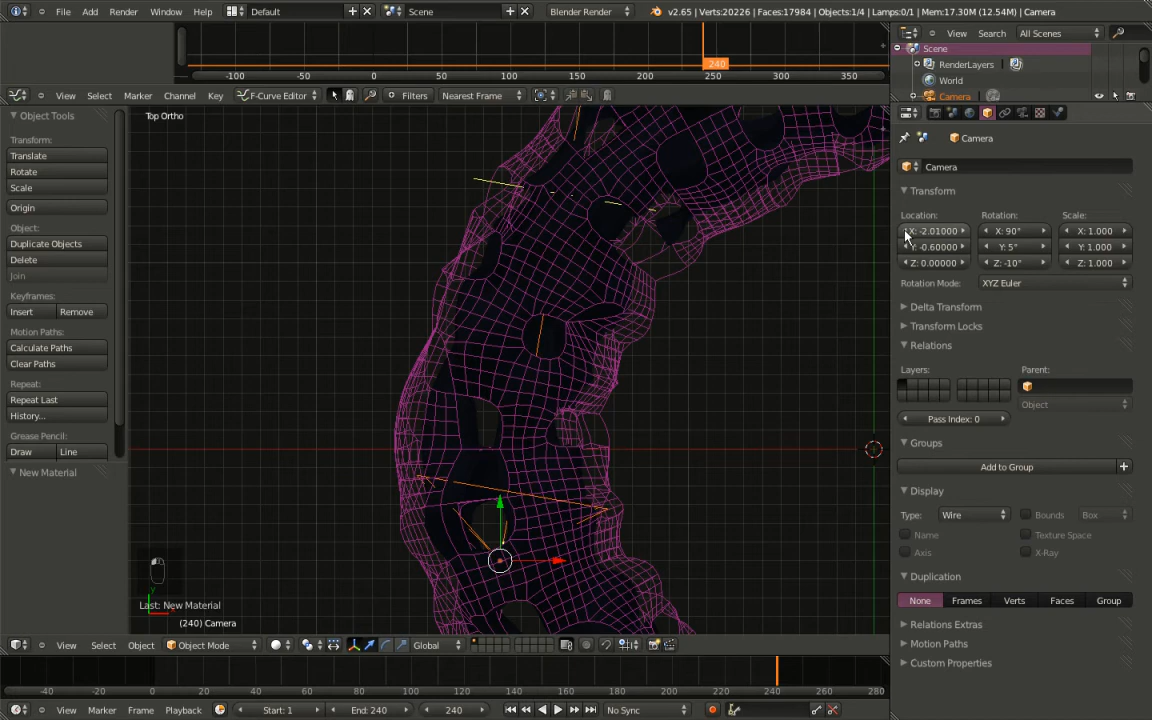 File Add Render Window Help Default Scene Blender Render v2.65 | Verts:20226 | Faces:17984 | Objects:1/4 | Lamps:0/1 | Mem:17.30M (12.54M) | Camera
View Search All Scenes
Scene
RenderLayers
World
Camera
240
-100 -50 0 50 100 150 200 250 300 350
View Select Marker Channel Key F-Curve Editor Filters Nearest Frame
Object Tools
Transform:
Translate
Rotate
Scale
Origin
Object:
Duplicate Objects
Delete
Join
Keyframes:
Insert Remove
Motion Paths:
Calculate Paths
Clear Paths
Repeat:
Repeat Last
History...
Grease Pencil:
Draw Line
New Material
Top Ortho
Last: New Material
(240) Camera
Camera
Camera
Transform
Location: Rotation: Scale:
X: -2.01000 X: 90° X: 1.000
Y: -0.60000 Y: 5° Y: 1.000
Z: 0.00000 Z: -10° Z: 1.000
Rotation Mode: XYZ Euler
Delta Transform
Transform Locks
Relations
Layers: Parent:
Object
Pass Index: 0
Groups
Add to Group
Display
Type: Wire Bounds Box
Name Texture Space
Axis X-Ray
Duplication
None Frames Verts Faces Group
Relations Extras
Motion Paths
Custom Properties
View Select Object Object Mode Global
-40 -20 0 20 40 60 80 100 120 140 160 180 200 220 240 260 280
View Marker Frame Playback Start: 1 End: 240 240 No Sync